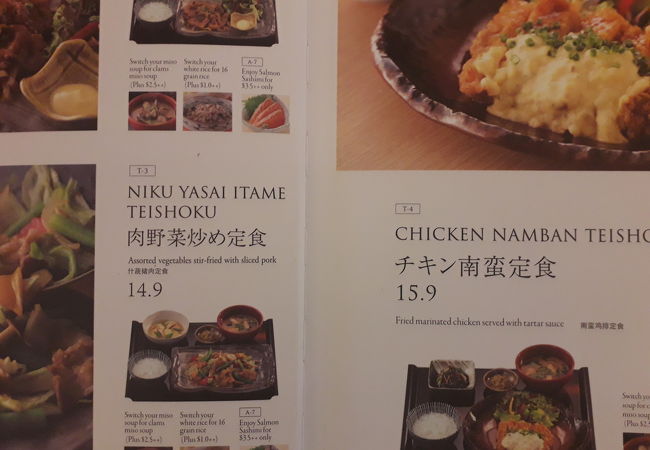 Switch your miso
soup for clams
miso soup
(Plus $2.5++)
Switch your
white rice for 16
grain rice
(Plus $1.0++)
A-7
Enjoy Salmon
Sashimi for
$3.5++ only
T-3
NIKU YASAI ITAME
TEISHOKU
肉野菜炒め定食
Assorted vegetables stir-fried with sliced pork
什蔬猪肉定食
14.9
Switch your miso
soup for clams
miso soup
(Plus $2.5++)
Switch your
white rice for 16
grain rice
(Plus $1.0++)
A-7
Enjoy Salmon
Sashimi for
$3.5++ only
T-4
CHICKEN NAMBAN TEISHO
チキン南蛮定食
15.9
Fried marinated chicken served with tartar sauce
南蛮鸡排定食
Switch yo
soup for
miso sou
(Plus $2.